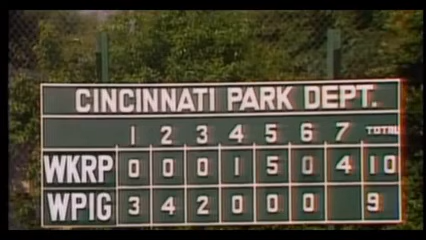 CINCINNATI PARK DEPT.
1 2 3 4 5 6 7 TOTAL
WKRP 0 0 0 1 5 0 4 10
WPIG 3 4 2 0 0 0 9